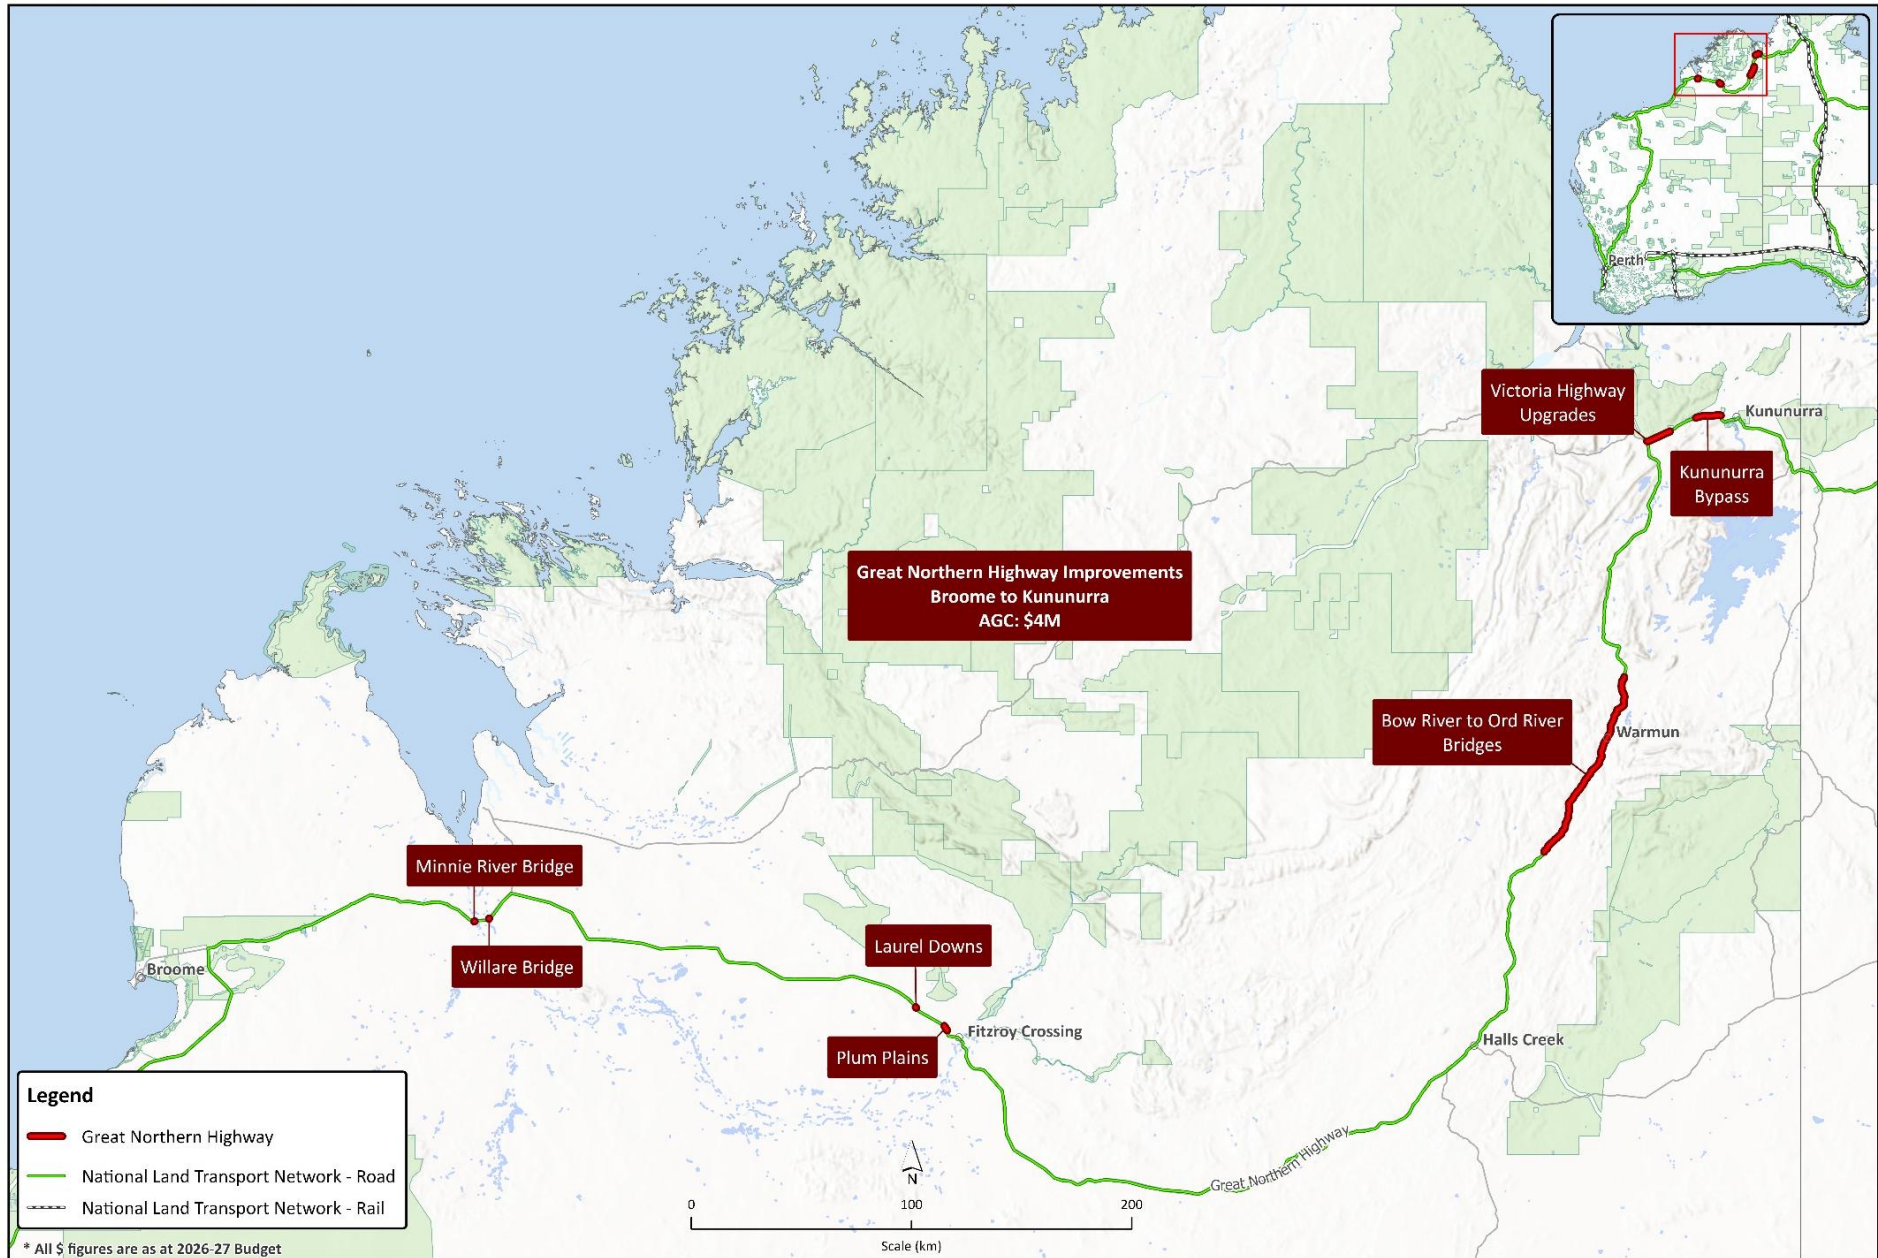 Perth
Victoria Highway
Upgrades
Kununurra
Kununurra
Bypass
Great Northern Highway Improvements
Broome to Kununurra
AGC: $4M
Bow River to Ord River
Bridges
Warmun
Minnie River Bridge
Willare Bridge
Broome
Laurel Downs
Plum Plains
Fitzroy Crossing
Halls Creek
Great Northern Highway
Legend
Great Northern Highway
National Land Transport Network - Road
National Land Transport Network - Rail
N
0 100 200
Scale (km)
* All $ figures are as at 2026-27 Budget